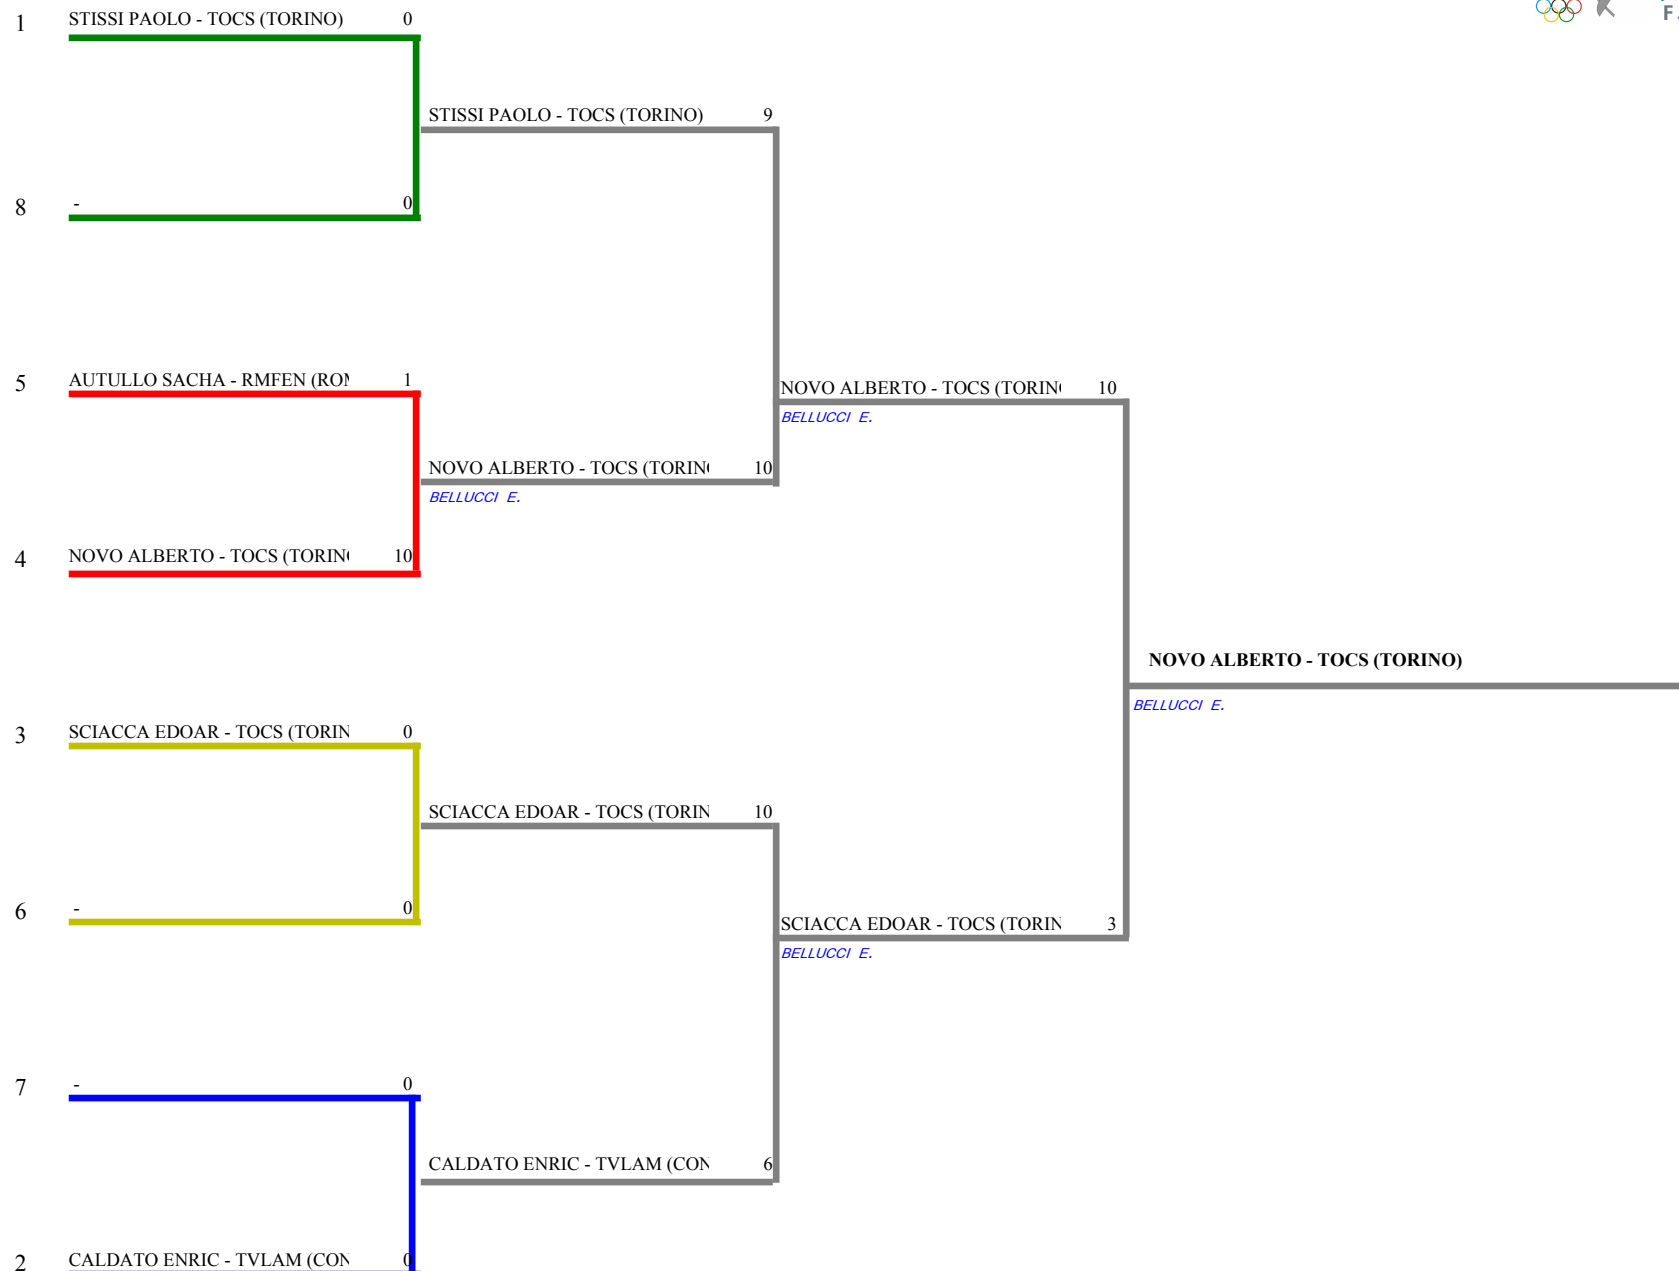 1 STISSI PAOLO - TOCS (TORINO) 0
F
STISSI PAOLO - TOCS (TORINO) 9
8 - 0
5 AUTULLO SACHA - RMFEN (ROM 1
NOVO ALBERTO - TOCS (TORIN 10
BELLUCCI E.
NOVO ALBERTO - TOCS (TORIN 10
BELLUCCI E.
4 NOVO ALBERTO - TOCS (TORIN 10
NOVO ALBERTO - TOCS (TORINO)
BELLUCCI E.
3 SCIACCA EDOAR - TOCS (TORIN 0
SCIACCA EDOAR - TOCS (TORIN 10
6 - 0
SCIACCA EDOAR - TOCS (TORIN 3
BELLUCCI E.
7 - 0
CALDATO ENRIC - TVLAM (CON 6
2 CALDATO ENRIC - TVLAM (CON 0